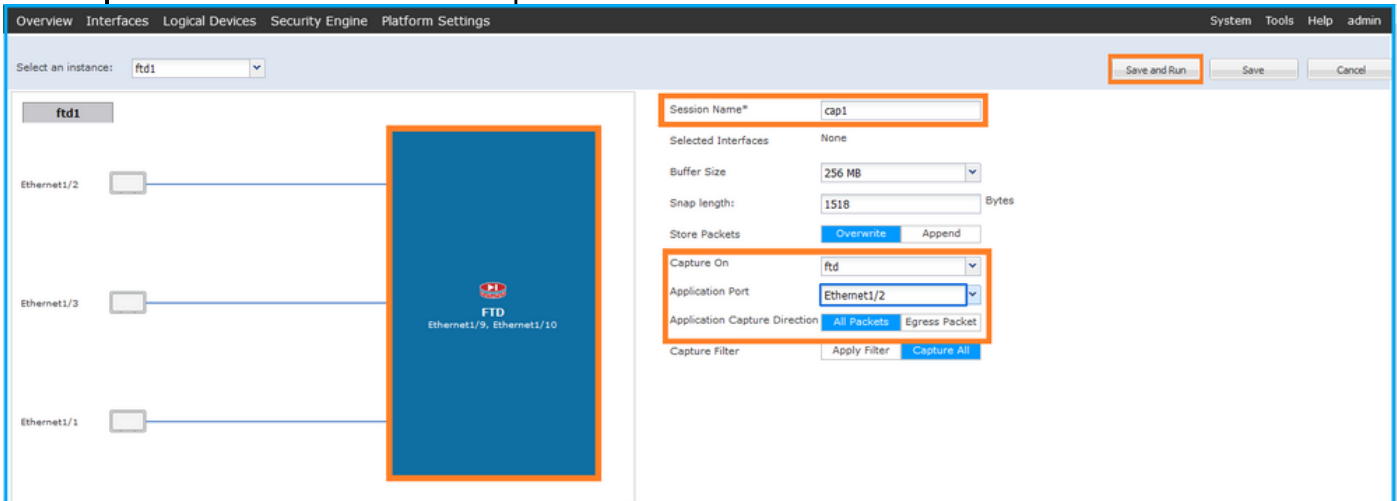 Overview Interfaces Logical Devices Security Engine Platform Settings System Tools Help admin
Select an instance: ftd1 Save and Run Save Cancel
ftd1
Ethernet1/2
Ethernet1/3
Ethernet1/1
FTD
Ethernet1/9, Ethernet1/10
Session Name* cap1
Selected Interfaces None
Buffer Size 256 MB
Snap length: 1518 Bytes
Store Packets Overwrite Append
Capture On ftd
Application Port Ethernet1/2
Application Capture Direction All Packets Egress Packet
Capture Filter Apply Filter Capture All